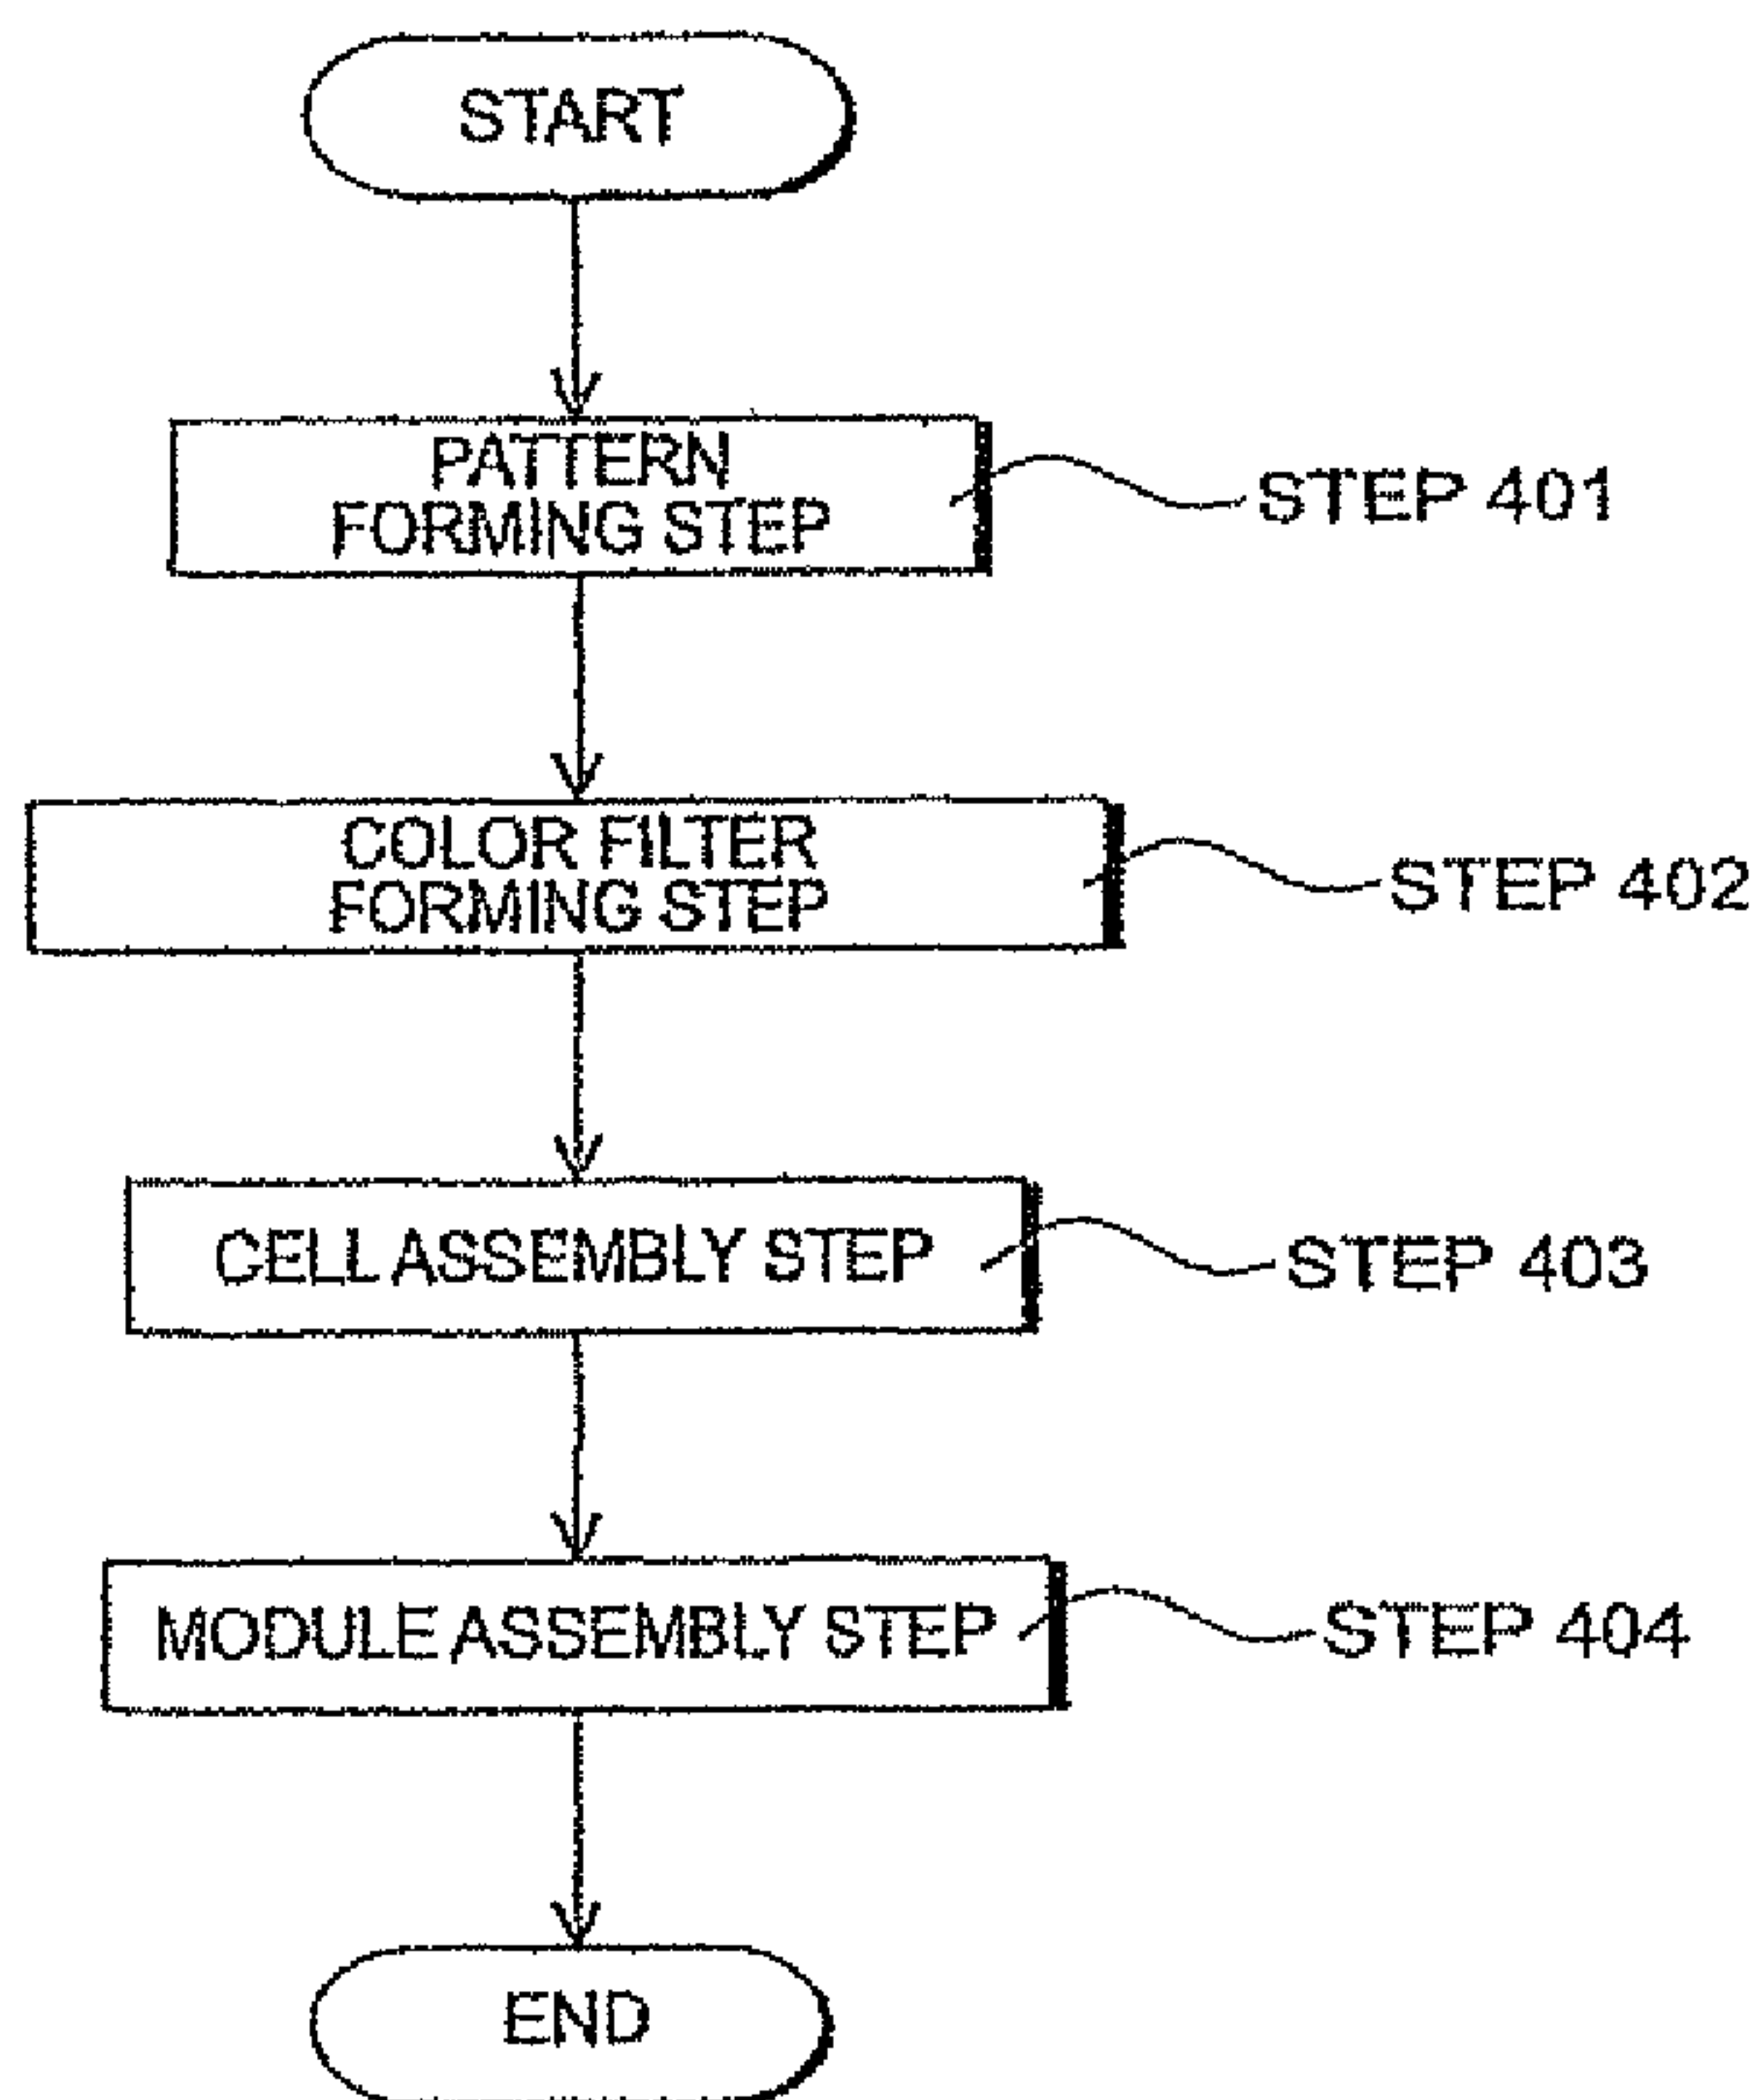 START
PATTERN
FORMING STEP
STEP 401
COLOR FILTER
FORMING STEP
STEP 402
CELL ASSEMBLY STEP
STEP 403
MODULE ASSEMBLY STEP
STEP 404
END